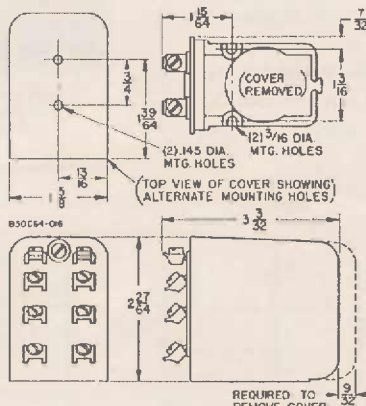 1 15/64
7/32
3/4
1 39/64
(COVER
REMOVED)
1 3/16
(2).145 DIA.
MTG. HOLES
(2) 3/16 DIA.
MTG. HOLES
13/16
1 5/8
(TOP VIEW OF COVER SHOWING
ALTERNATE MOUNTING HOLES)
3 3/32
2 27/64
9/32
REQUIRED TO
REMOVE COVER